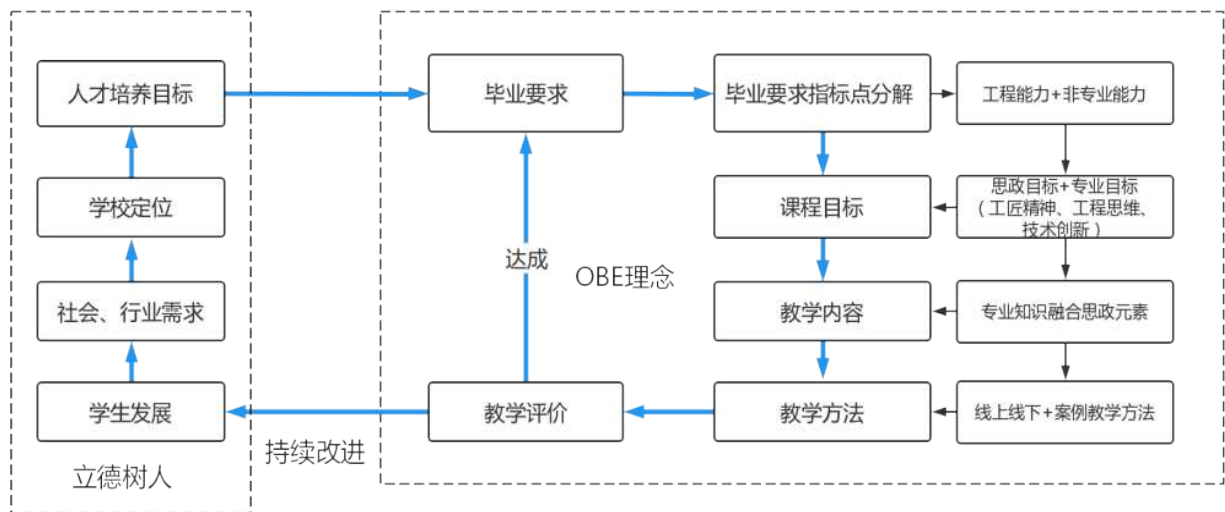 人才培养目标
学校定位
社会、行业需求
学生发展
立德树人
持续改进
毕业要求
达成
教学评价
OBE理念
毕业要求指标点分解
课程目标
教学内容
教学方法
工程能力+非专业能力
思政目标+专业目标
（工匠精神、工程思维、
技术创新）
专业知识融合思政元素
线上线下+案例教学方法